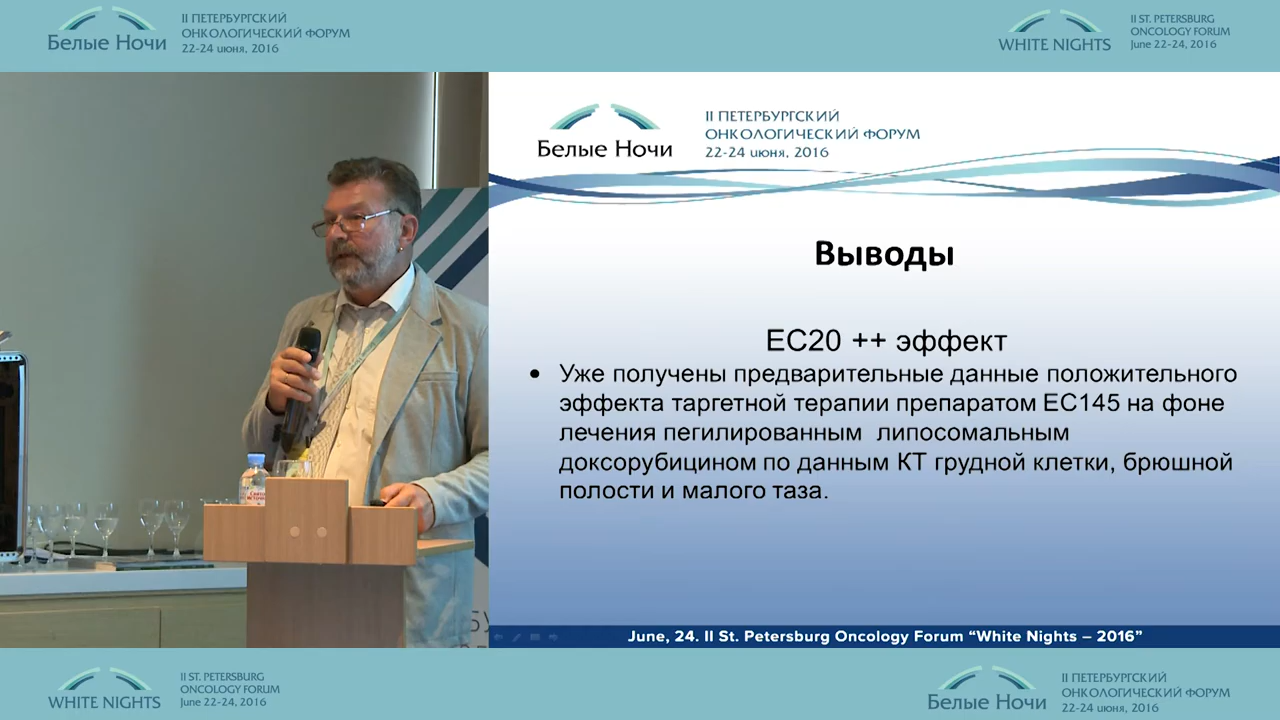 Белые Ночи
II ПЕТЕРБУРГСКИЙ
ОНКОЛОГИЧЕСКИЙ ФОРУМ
22-24 июня, 2016
WHITE NIGHTS
II ST. PETERSBURG
ONCOLOGY FORUM
June 22-24, 2016
Белые Ночи
II ПЕТЕРБУРГСКИЙ
ОНКОЛОГИЧЕСКИЙ ФОРУМ
22-24 июня, 2016
Выводы
EC20 ++ эффект
• Уже получены предварительные данные положительного
эффекта таргетной терапии препаратом EC145 на фоне
лечения пегилированным липосомальным
доксорубицином по данным КТ грудной клетки, брюшной
полости и малого таза.
June, 24. II St. Petersburg Oncology Forum “White Nights – 2016”
WHITE NIGHTS
II ST. PETERSBURG
ONCOLOGY FORUM
June 22-24, 2016
Белые Ночи
II ПЕТЕРБУРГСКИЙ
ОНКОЛОГИЧЕСКИЙ ФОРУМ
22-24 июня, 2016